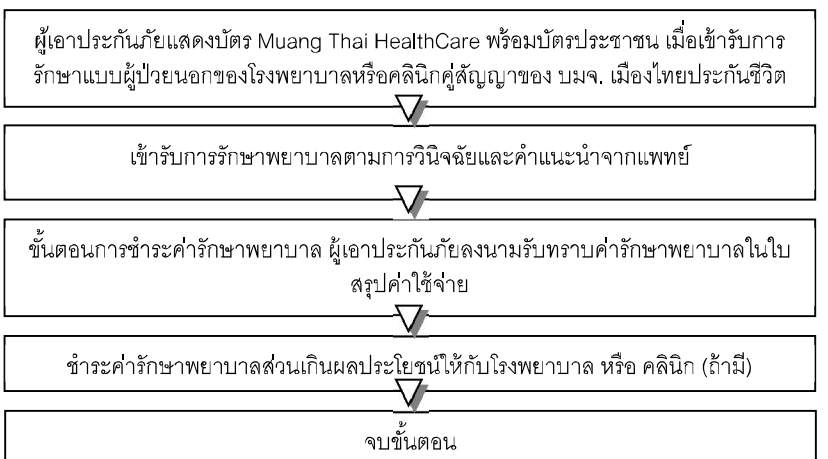 ผู้เอาประกันภัยแสดงบัตร Muang Thai HealthCare พร้อมบัตรประชาชน เมื่อเข้ารับการ
รักษาแบบผู้ป่วยนอกของโรงพยาบาลหรือคลินิกคู่สัญญาของ บมจ. เมืองไทยประกันชีวิต
เข้ารับการรักษาพยาบาลตามการวินิจฉัยและคำแนะนำจากแพทย์
ขั้นตอนการชำระค่ารักษาพยาบาล ผู้เอาประกันภัยลงนามรับทราบค่ารักษาพยาบาลในใบ
สรุปค่าใช้จ่าย
ชำระค่ารักษาพยาบาลส่วนเกินผลประโยชน์ให้กับโรงพยาบาล หรือ คลินิก (ถ้ามี)
จบขั้นตอน